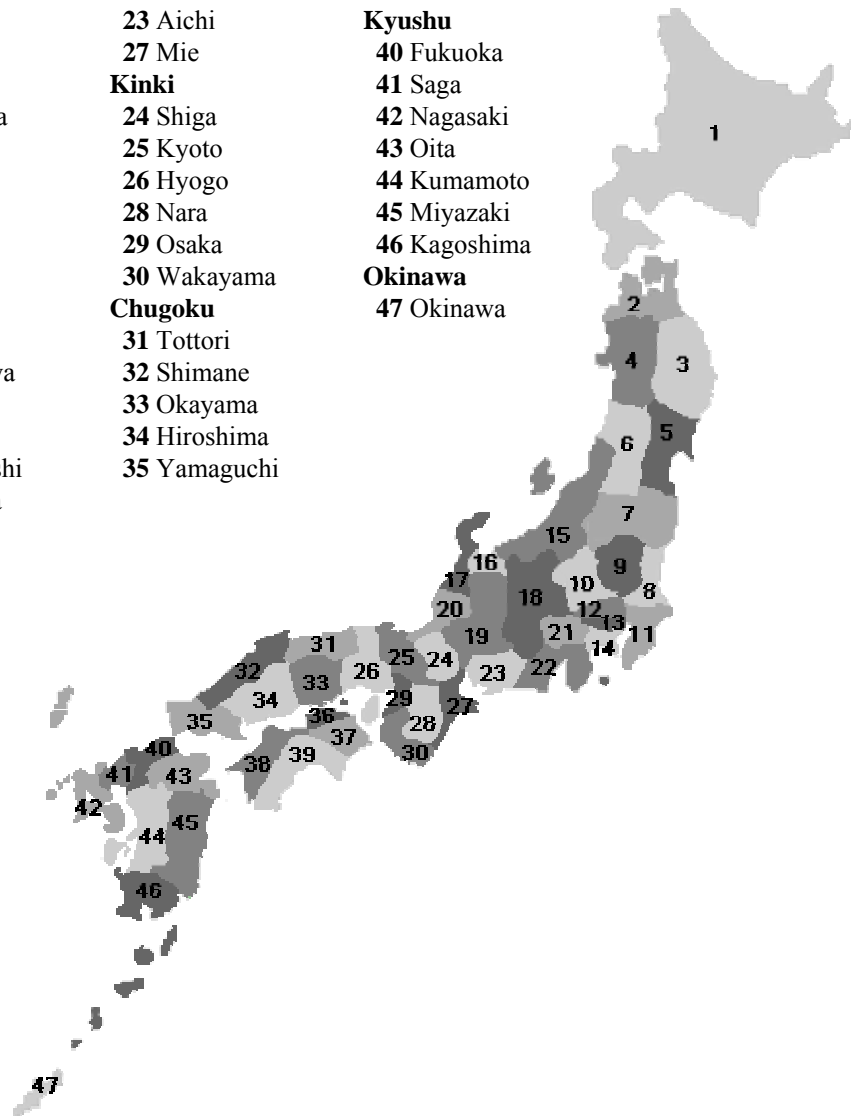 23 Aichi
27 Mie
Kinki
24 Shiga
25 Kyoto
26 Hyogo
28 Nara
29 Osaka
30 Wakayama
Chugoku
31 Tottori
32 Shimane
33 Okayama
34 Hiroshima
35 Yamaguchi
Kyushu
40 Fukuoka
41 Saga
42 Nagasaki
43 Oita
44 Kumamoto
45 Miyazaki
46 Kagoshima
Okinawa
47 Okinawa
1
2
4
3
5
6
7
15
9
16
10
8
17
18
12
13
20
19
21
11
14
31
25
24
22
32
26
23
33
34
29
27
36
28
35
37
40
39
30
38
41
43
42
45
44
46
47